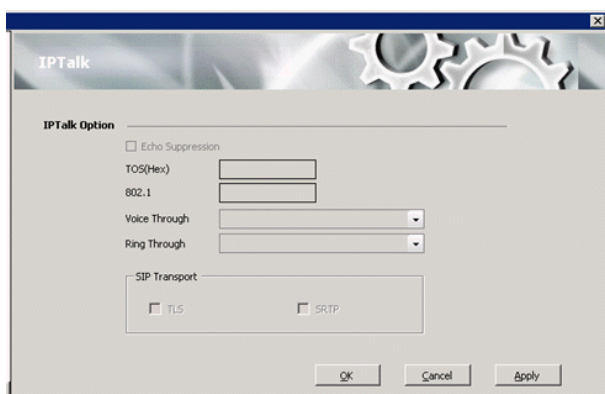 IPTalk
IPTalk Option
Echo Suppression
TOS(Hex)
802.1
Voice Through
Ring Through
SIP Transport
TLS SRTP
OK Cancel Apply